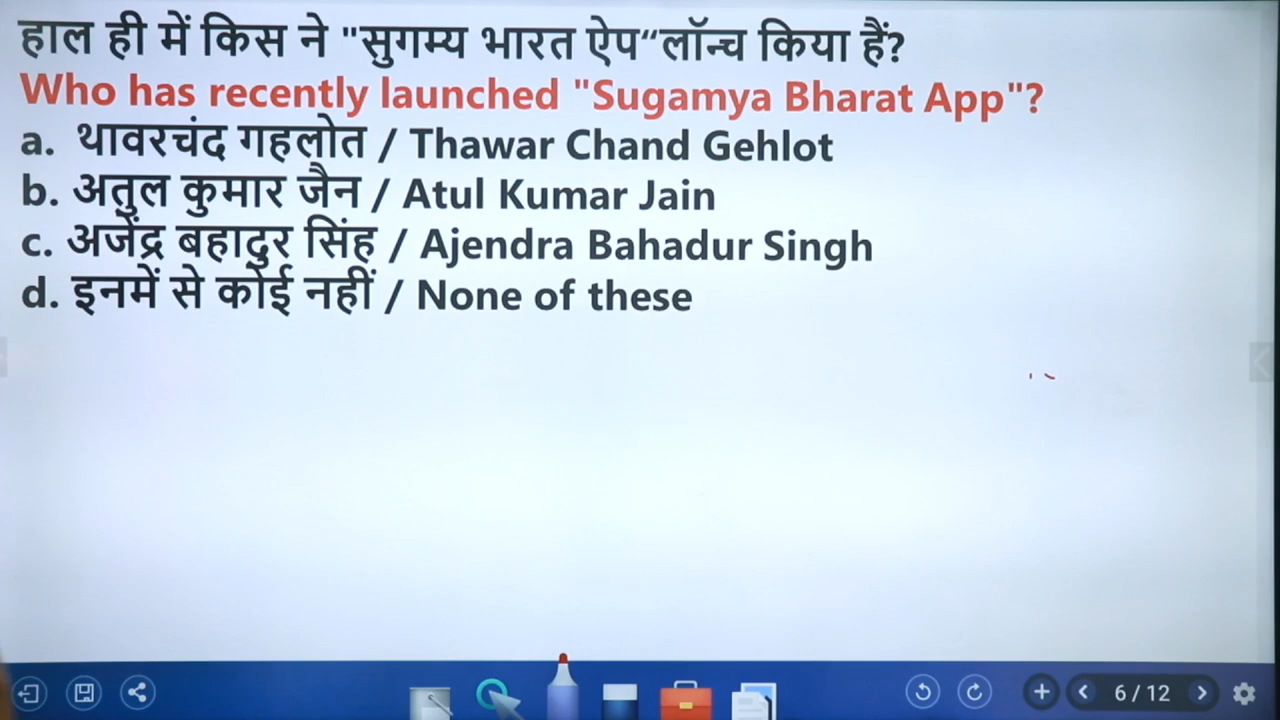 हाल ही में किस ने "सुगम्य भारत ऐप“लॉन्च किया हैं?
Who has recently launched "Sugamya Bharat App"?
a. थावरचंद गहलोत / Thawar Chand Gehlot
b. अतुल कुमार जैन / Atul Kumar Jain
c. अजेंद्र बहादुर सिंह / Ajendra Bahadur Singh
d. इनमें से कोई नहीं / None of these
6 / 12